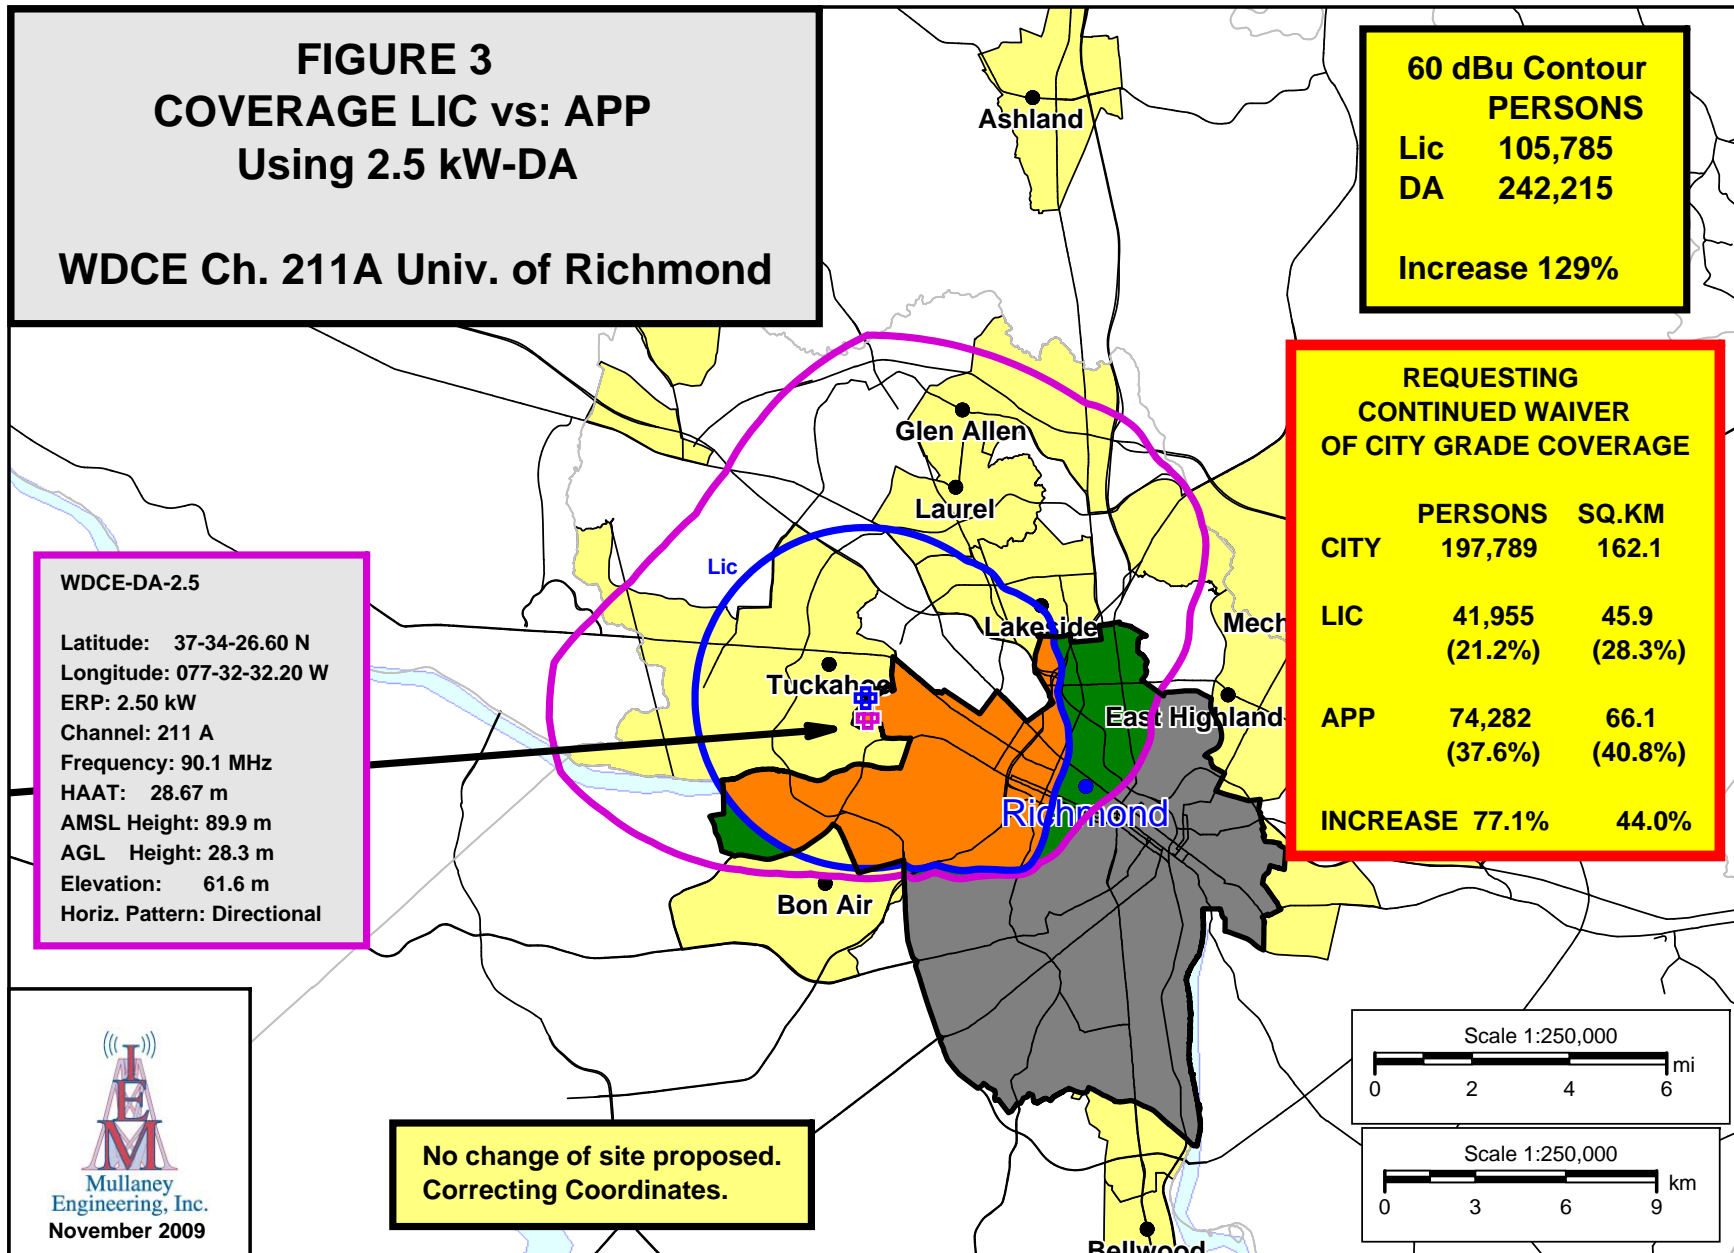 FIGURE 3
COVERAGE LIC vs: APP
Using 2.5 kW-DA
WDCE Ch. 211A Univ. of Richmond
60 dBu Contour
PERSONS
Lic 105,785
DA 242,215
Increase 129%
REQUESTING
CONTINUED WAIVER
OF CITY GRADE COVERAGE
PERSONS SQ.KM
CITY 197,789 162.1
LIC 41,955 45.9
(21.2%) (28.3%)
APP 74,282 66.1
(37.6%) (40.8%)
INCREASE 77.1% 44.0%
Ashland
Glen Allen
Laurel
Lic
Lakeside
Mech
Tuckahoe
East Highland
Richmond
Bon Air
Bellwood
WDCE-DA-2.5
Latitude: 37-34-26.60 N
Longitude: 077-32-32.20 W
ERP: 2.50 kW
Channel: 211 A
Frequency: 90.1 MHz
HAAT: 28.67 m
AMSL Height: 89.9 m
AGL Height: 28.3 m
Elevation: 61.6 m
Horiz. Pattern: Directional
I
E
M
Mullaney
Engineering, Inc.
November 2009
No change of site proposed.
Correcting Coordinates.
Scale 1:250,000
mi
0 2 4 6
Scale 1:250,000
km
0 3 6 9